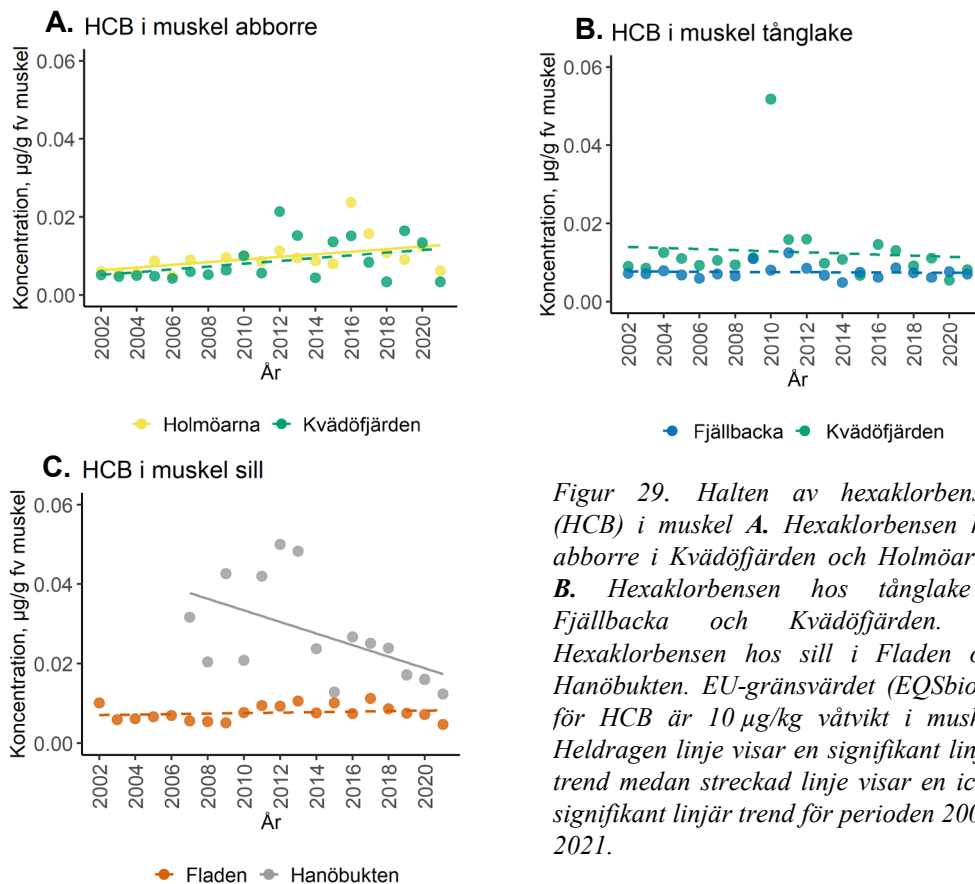 A. HCB i muskel abborre
Koncentration, µg/g fv muskel
0.06
0.04
0.02
0.00
2002 2004 2006 2008 2010 2012 2014 2016 2018 2020
År
Holmöarna Kvädöfjärden
B. HCB i muskel tånglake
Koncentration, µg/g fv muskel
0.06
0.04
0.02
0.00
2002 2004 2006 2008 2010 2012 2014 2016 2018 2020
År
Fjällbacka Kvädöfjärden
C. HCB i muskel sill
Koncentration, µg/g fv muskel
0.06
0.04
0.02
0.00
2002 2004 2006 2008 2010 2012 2014 2016 2018 2020
År
Fladen Hanöbukten
Figur 29. Halten av hexaklorbens
(HCB) i muskel A. Hexaklorbensen h
abborre i Kvädöfjärden och Holmöar
B. Hexaklorbensen hos tånglake
Fjällbacka och Kvädöfjärden.
Hexaklorbensen hos sill i Fladen o
Hanöbukten. EU-gränsvärdet (EQSbio
för HCB är 10 µg/kg våtvikt i musk
Heldragen linje visar en signifikant linj
trend medan streckad linje visar en ic
signifikant linjär trend för perioden 200
2021.